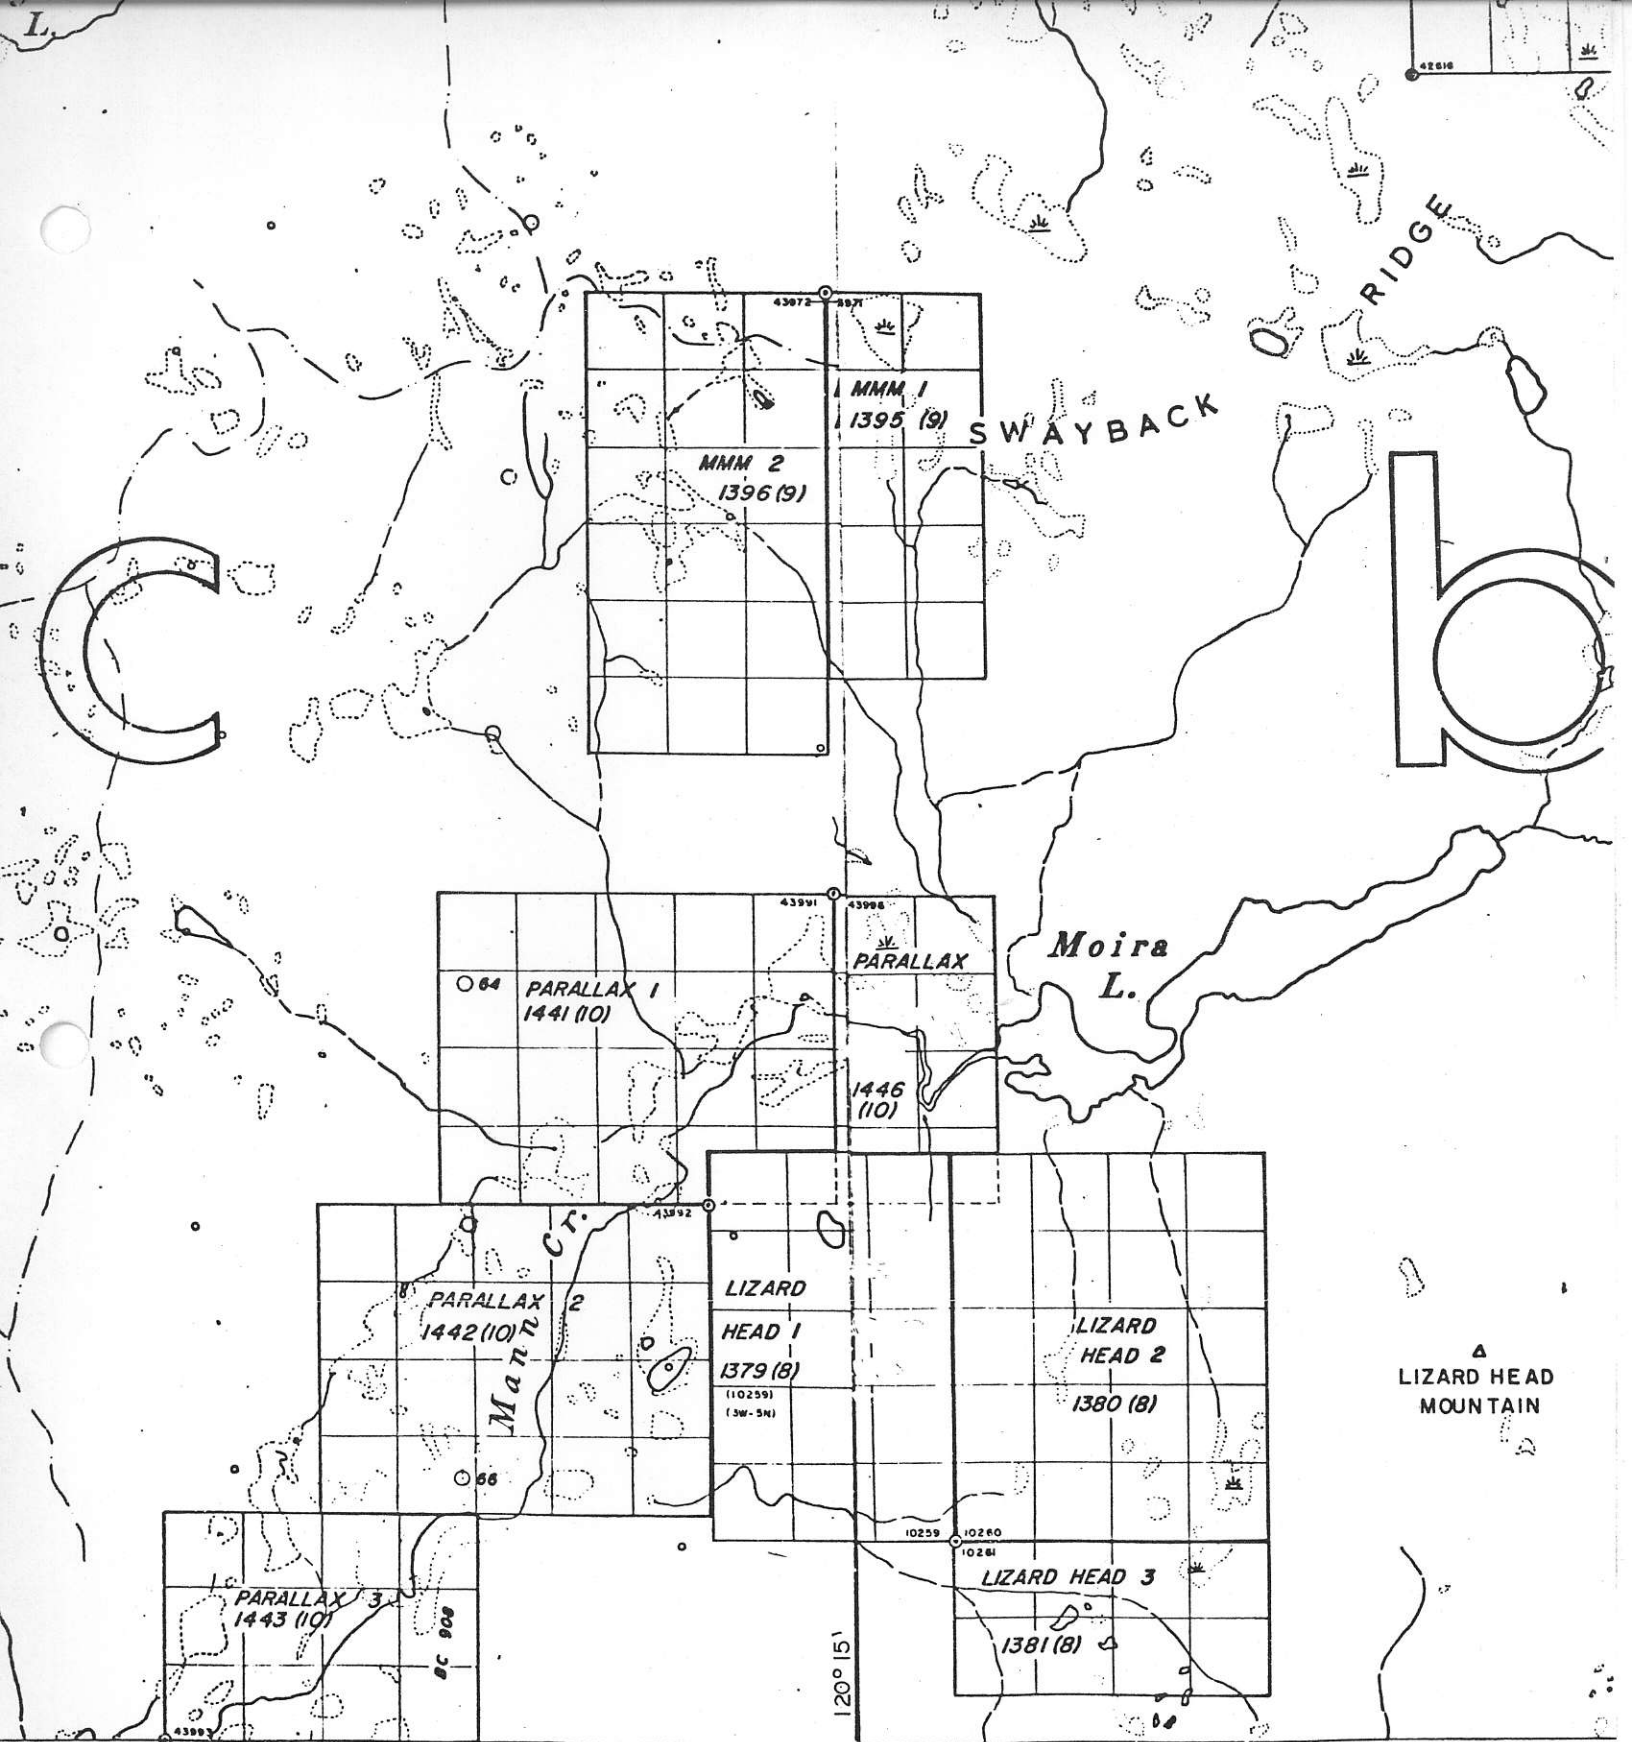 L.
42616
RIDGE
43972
3971
MMM 1
1395 (9)
SWAYBACK
MMM 2
1396(9)
C
b
43991
43996
Moira
L.
PARALLAX
64
PARALLAX 1
1441 (10)
1446
(10)
43992
Mann Cr.
LIZARD
HEAD 1
1379(8)
(10259)
(3W-5N)
PARALLAX 2
1442(10)
LIZARD
HEAD 2
1380(8)
LIZARD HEAD
MOUNTAIN
66
10259
10260
10261
LIZARD HEAD 3
1381(8)
PARALLAX 3
1443(10)
BC 908
120° 15'
43993